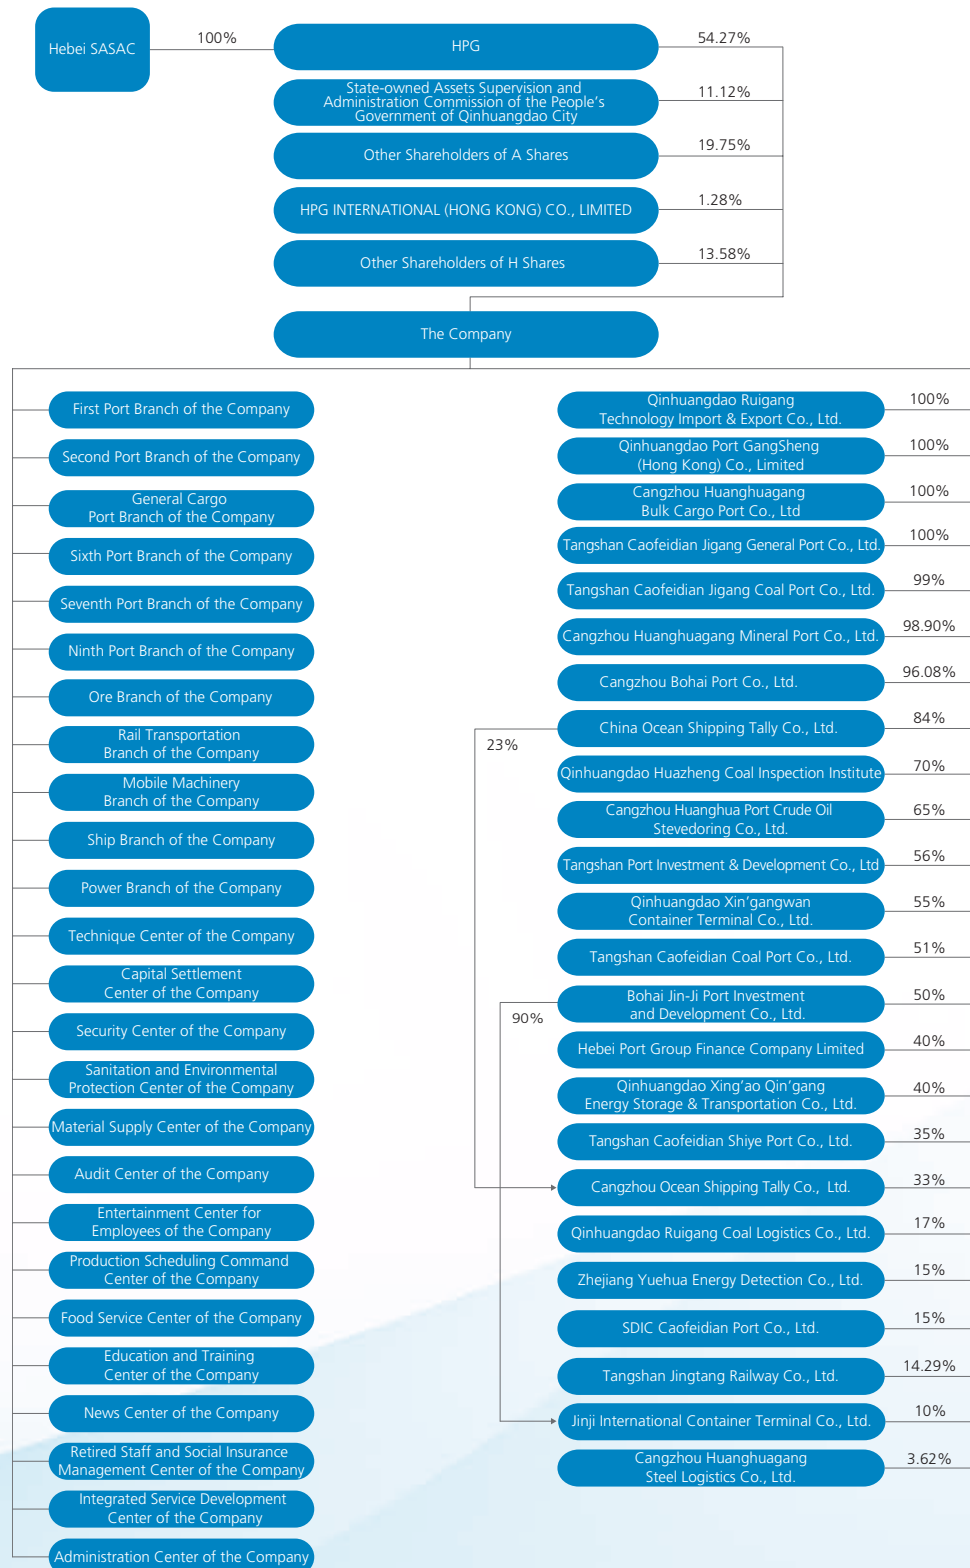 Hebei SASAC
100%
HPG
54.27%
State-owned Assets Supervision and
Administration Commission of the People's
Government of Qinhuangdao City
11.12%
Other Shareholders of A Shares
19.75%
HPG INTERNATIONAL (HONG KONG) CO., LIMITED
1.28%
Other Shareholders of H Shares
13.58%
The Company
First Port Branch of the Company
Second Port Branch of the Company
General Cargo
Port Branch of the Company
Sixth Port Branch of the Company
Seventh Port Branch of the Company
Ninth Port Branch of the Company
Ore Branch of the Company
Rail Transportation
Branch of the Company
Mobile Machinery
Branch of the Company
Ship Branch of the Company
Power Branch of the Company
Technique Center of the Company
Capital Settlement
Center of the Company
Security Center of the Company
Sanitation and Environmental
Protection Center of the Company
Material Supply Center of the Company
Audit Center of the Company
Entertainment Center for
Employees of the Company
Production Scheduling Command
Center of the Company
Food Service Center of the Company
Education and Training
Center of the Company
News Center of the Company
Retired Staff and Social Insurance
Management Center of the Company
Integrated Service Development
Center of the Company
Administration Center of the Company
Qinhuangdao Ruigang
Technology Import & Export Co., Ltd.
100%
Qinhuangdao Port GangSheng
(Hong Kong) Co., Limited
100%
Cangzhou Huanghuagang
Bulk Cargo Port Co., Ltd
100%
Tangshan Caofeidian Jigang General Port Co., Ltd.
100%
Tangshan Caofeidian Jigang Coal Port Co., Ltd.
99%
Cangzhou Huanghuagang Mineral Port Co., Ltd.
98.90%
Cangzhou Bohai Port Co., Ltd.
96.08%
China Ocean Shipping Tally Co., Ltd.
84%
23%
Qinhuangdao Huazheng Coal Inspection Institute
70%
Cangzhou Huanghua Port Crude Oil
Stevedoring Co., Ltd.
65%
Tangshan Port Investment & Development Co., Ltd
56%
Qinhuangdao Xin'gangwan
Container Terminal Co., Ltd.
55%
Tangshan Caofeidian Coal Port Co., Ltd.
51%
Bohai Jin-Ji Port Investment
and Development Co., Ltd.
50%
90%
Hebei Port Group Finance Company Limited
40%
Qinhuangdao Xing'ao Qin'gang
Energy Storage & Transportation Co., Ltd.
40%
Tangshan Caofeidian Shiye Port Co., Ltd.
35%
Cangzhou Ocean Shipping Tally Co., Ltd.
33%
Qinhuangdao Ruigang Coal Logistics Co., Ltd.
17%
Zhejiang Yuehua Energy Detection Co., Ltd.
15%
SDIC Caofeidian Port Co., Ltd.
15%
Tangshan Jingtang Railway Co., Ltd.
14.29%
Jinji International Container Terminal Co., Ltd.
10%
Cangzhou Huanghuagang
Steel Logistics Co., Ltd.
3.62%